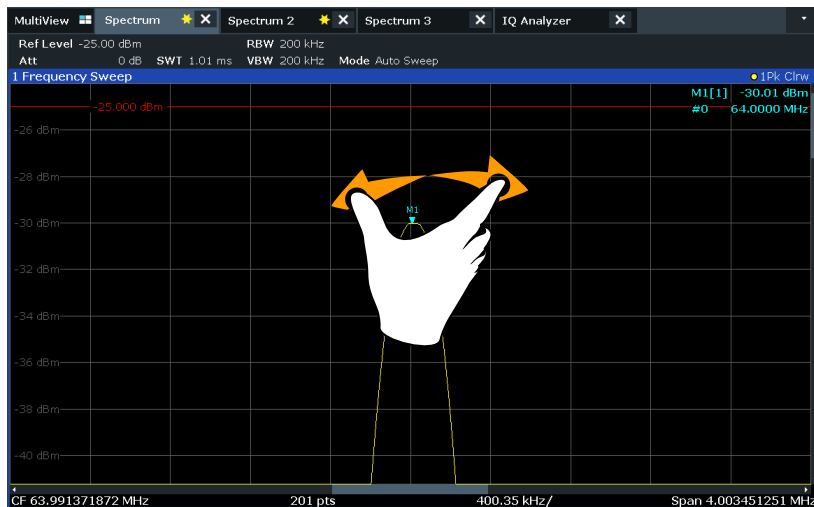 MultiView Spectrum Spectrum 2 Spectrum 3 IQ Analyzer
Ref Level -25.00 dBm RBW 200 kHz
Att 0 dB SWT 1.01 ms VBW 200 kHz Mode Auto Sweep
1 Frequency Sweep 1Pk Clrw
M1[1] -30.01 dBm
-25.000 dBm #0 64.0000 MHz
-26 dBm
-28 dBm
M1
-30 dBm
-32 dBm
-34 dBm
-36 dBm
-38 dBm
-40 dBm
CF 63.991371872 MHz 201 pts 400.35 kHz/ Span 4.003451251 MHz